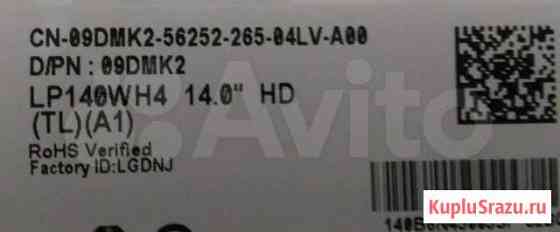 CN-09DMK2-56252-265-04LV-A00
D/PN : 09DMK2
LP140WH4 14.0" HD
(TL)(A1)
RoHS Verified
Factory ID:LGDNJ
Avito
KupluSrazu.ru